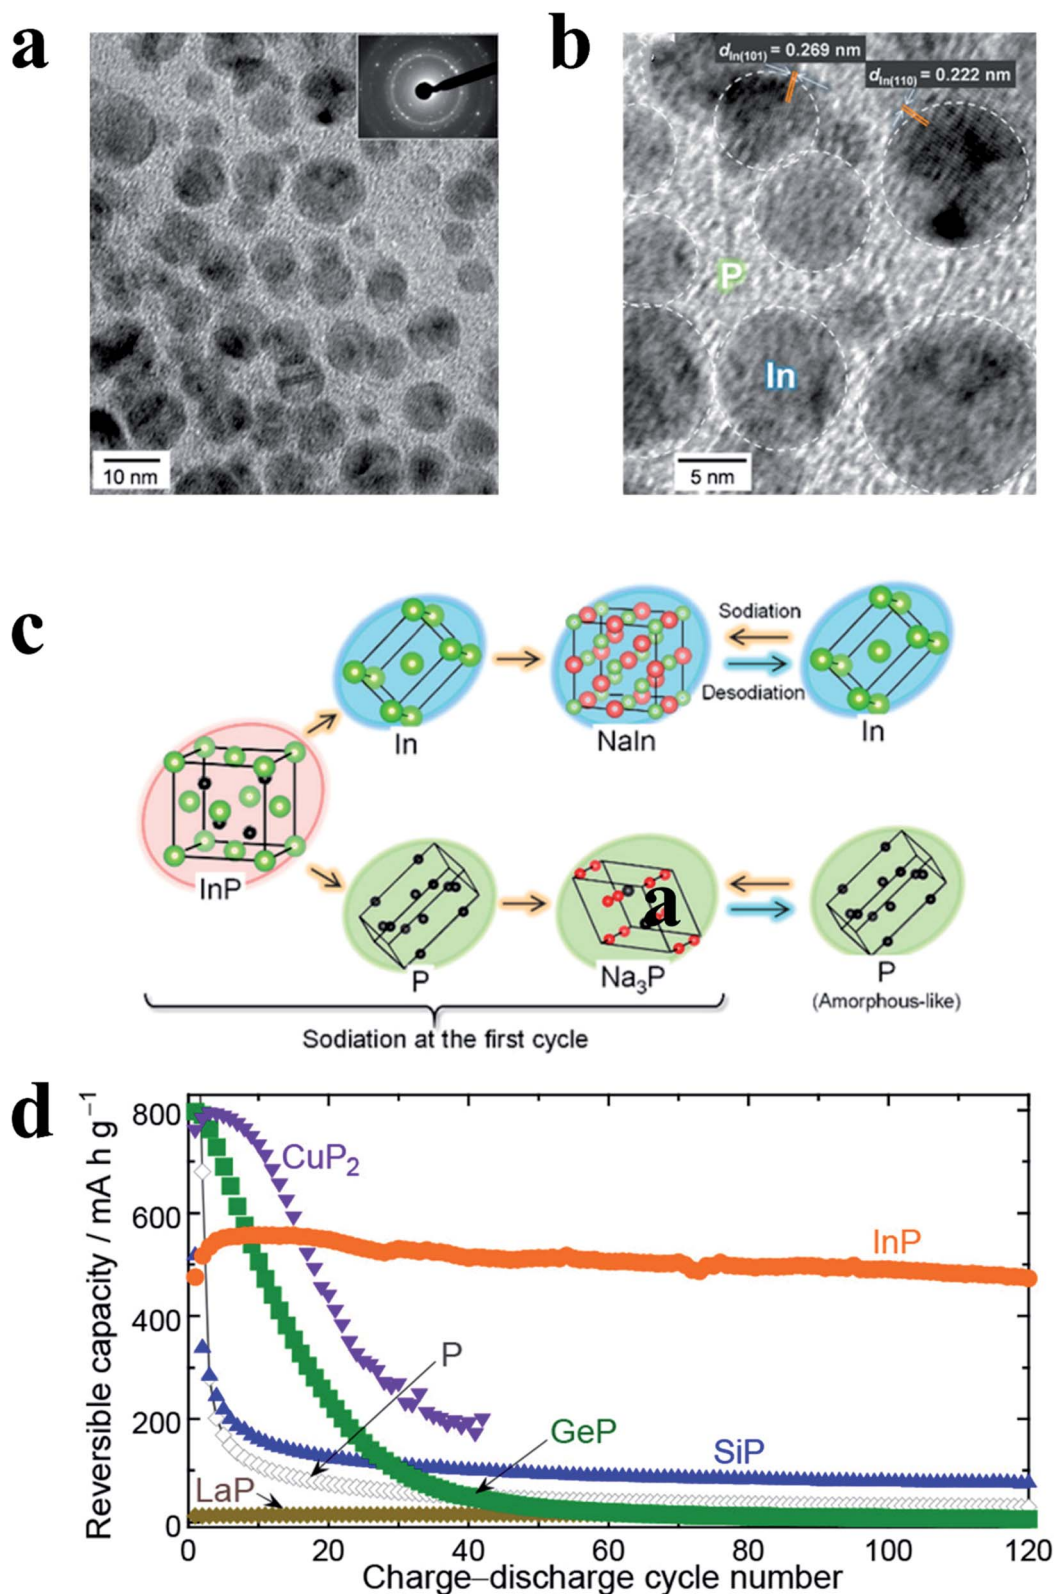 a
b
d In(101) = 0.269 nm
d In(110) = 0.222 nm
P
In
10 nm
5 nm
c
Sodiation
Desodiation
In
NaIn
In
InP
a
P
Na₃P
P
(Amorphous-like)
Sodiation at the first cycle
d
Reversible capacity / mA h g⁻¹
800
600
400
200
0
CuP₂
InP
P
GeP
SiP
LaP
0 20 40 60 80 100 120
Charge–discharge cycle number